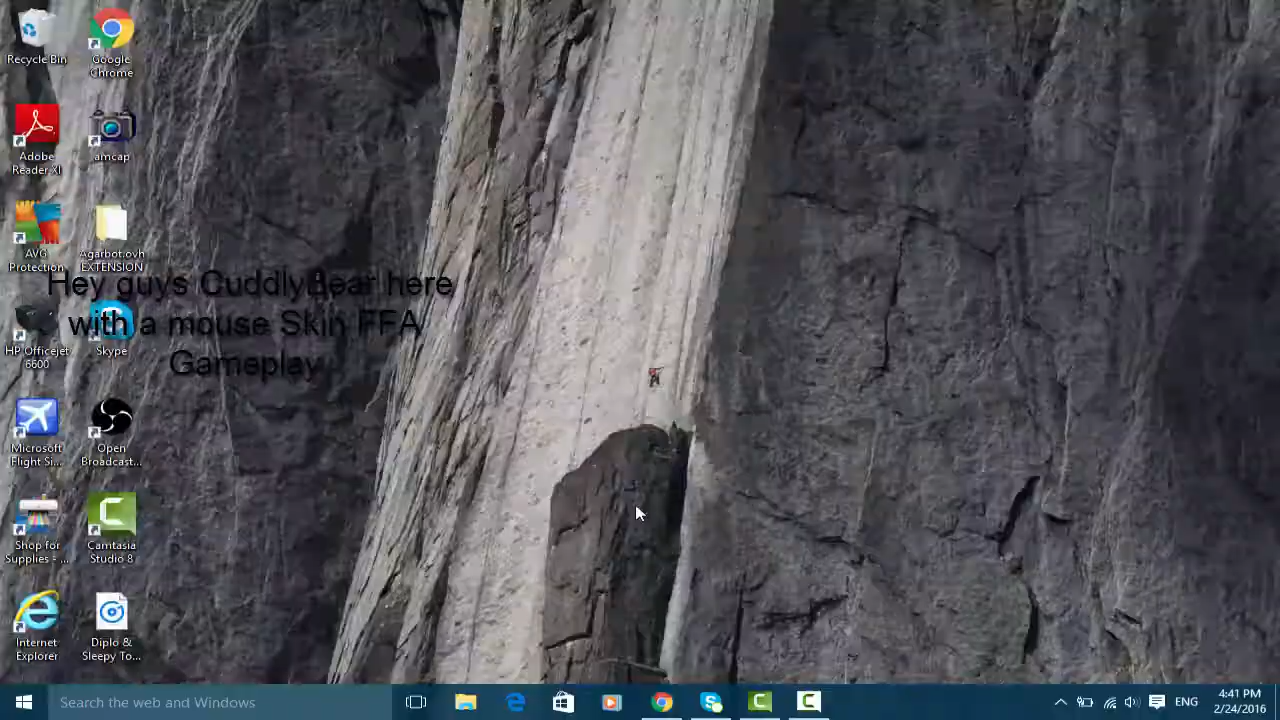 Recycle Bin
Google
Chrome
Adobe
Reader XI
amcap
AVG
Protection
Agarbot.ovh
EXTENSION
Hey guys CuddlyBear here
with a mouse Skin FFA
Gameplay
HP Officejet
6600
Skype
Microsoft
Flight Si...
Open
Broadcast...
Shop for
Supplies - ...
Camtasia
Studio 8
Internet
Explorer
Diplo &
Sleepy To...
Search the web and Windows
ENG
4:41 PM
2/24/2016